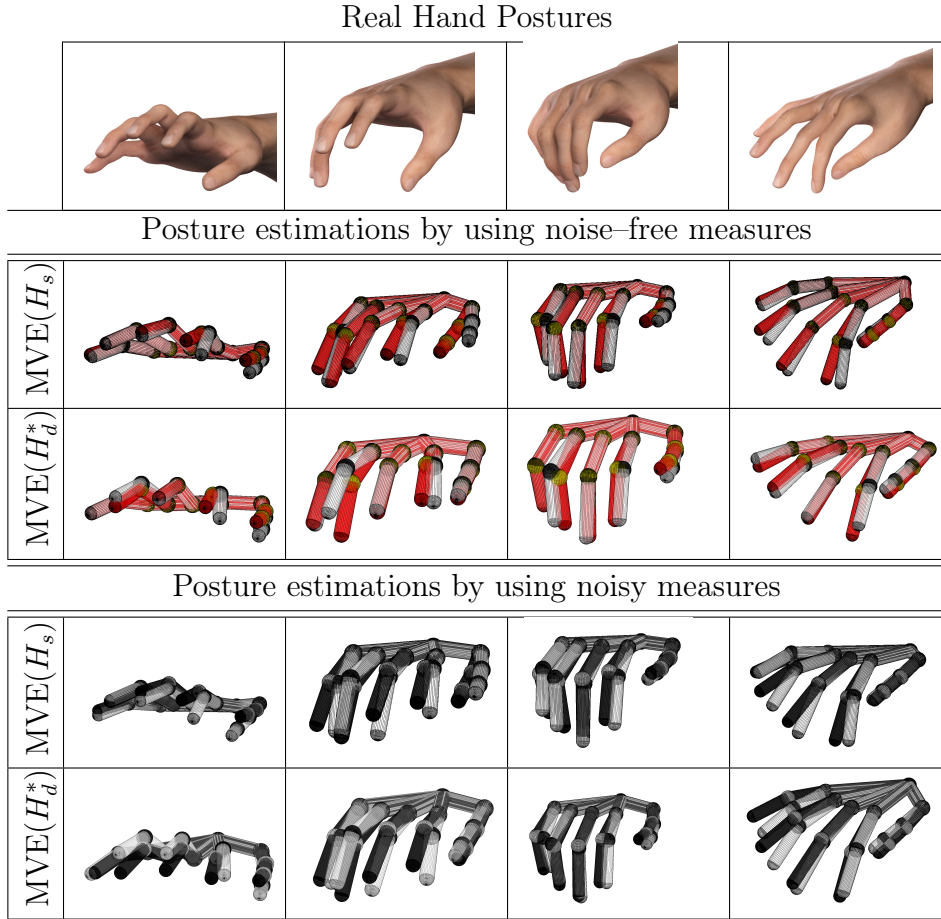 Real Hand Postures
Posture estimations by using noise–free measures
MVE(H_s)
MVE(H_d^*)
Posture estimations by using noisy measures
MVE(H_s)
MVE(H_d^*)